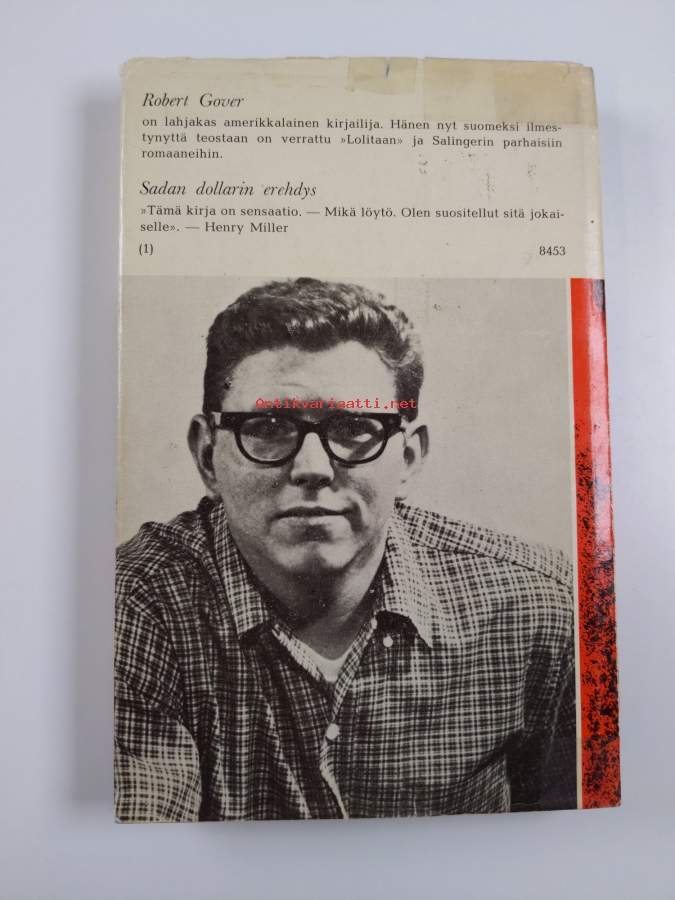 Robert Gover
on lahjakas amerikkalainen kirjailija. Hänen nyt suomeksi ilmes-
tynyttä teostaan on verrattu »Lolitaan» ja Salingerin parhaisiin
romaaneihin.
Sadan dollarin erehdys
»Tämä kirja on sensaatio. — Mikä löytö. Olen suositellut sitä jokai-
selle». — Henry Miller
(1) 8453
Antikvariaatti.net